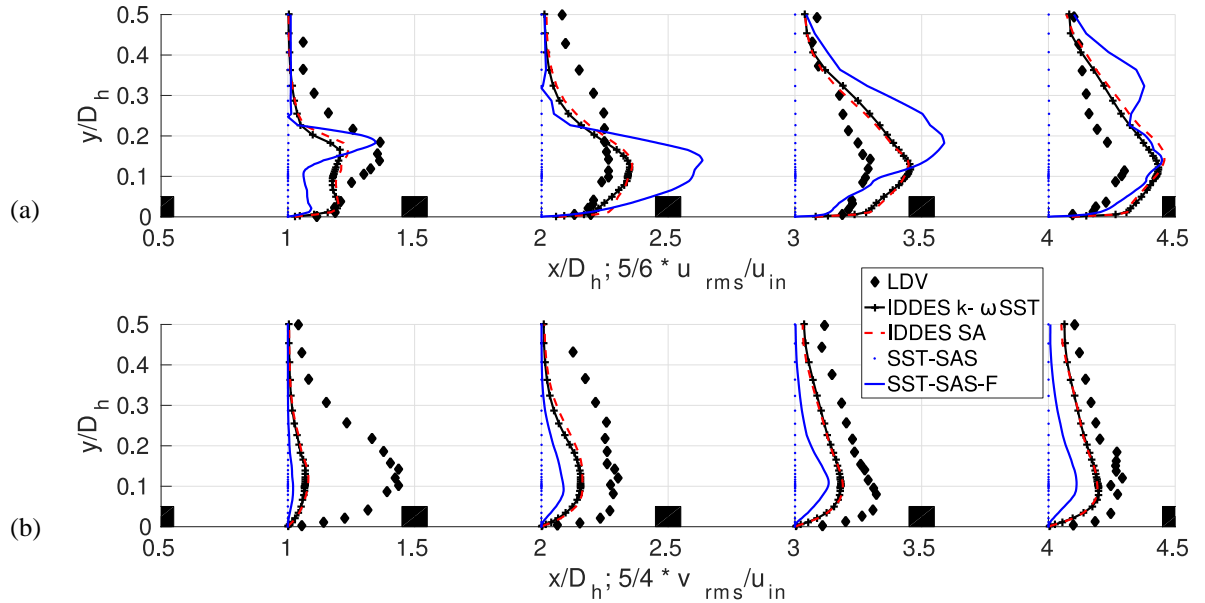 0.5
0.4
0.3
0.2
0.1
0
y/D_h
(a)
0.5 1 1.5 2 2.5 3 3.5 4 4.5
x/D_h; 5/6 * u_rms/u_in
LDV
IDDES k- ωSST
IDDES SA
SST-SAS
SST-SAS-F
0.5
0.4
0.3
0.2
0.1
0
y/D_h
(b)
0.5 1 1.5 2 2.5 3 3.5 4 4.5
x/D_h; 5/4 * v_rms/u_in